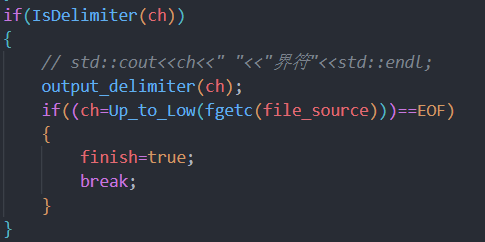 if(IsDelimiter(ch))
{
    // std::cout<<ch<<" "<<"界符"<<std::endl;
    output_delimiter(ch);
    if((ch=Up_to_Low(fgetc(file_source)))==EOF)
    {
        finish=true;
        break;
    }
}